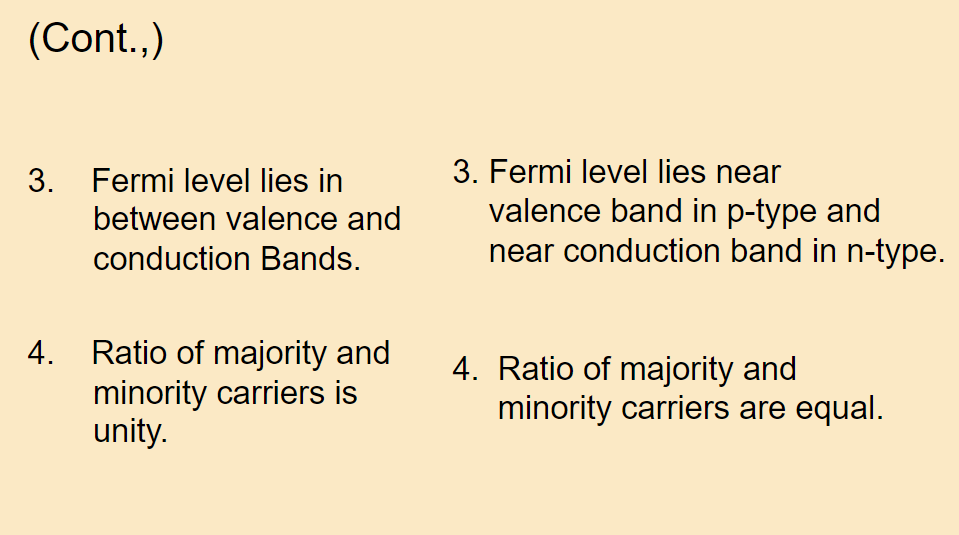 (Cont.,)
3. Fermi level lies in
between valence and
conduction Bands.
4. Ratio of majority and
minority carriers is
unity.
3. Fermi level lies near
valence band in p-type and
near conduction band in n-type.
4. Ratio of majority and
minority carriers are equal.